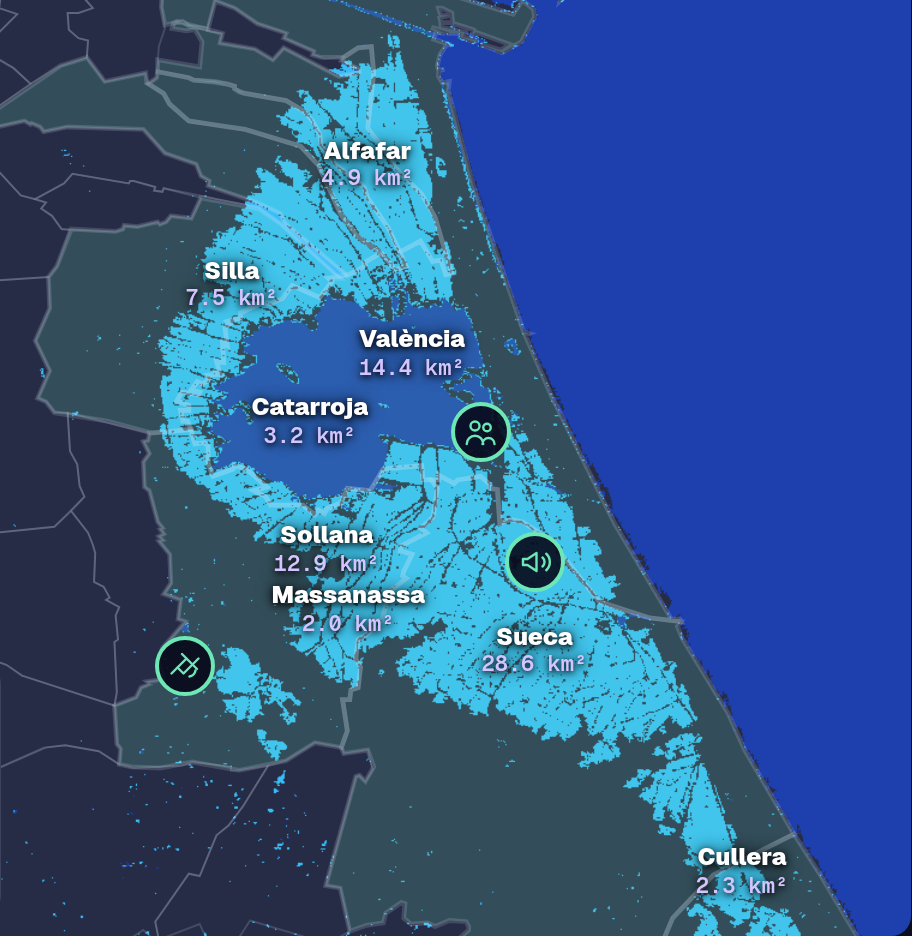 Alfafar
4.9 km²
Silla
7.5 km²
València
14.4 km²
Catarroja
3.2 km²
Sollana
12.9 km²
Massanassa
2.0 km²
Sueca
28.6 km²
Cullera
2.3 km²